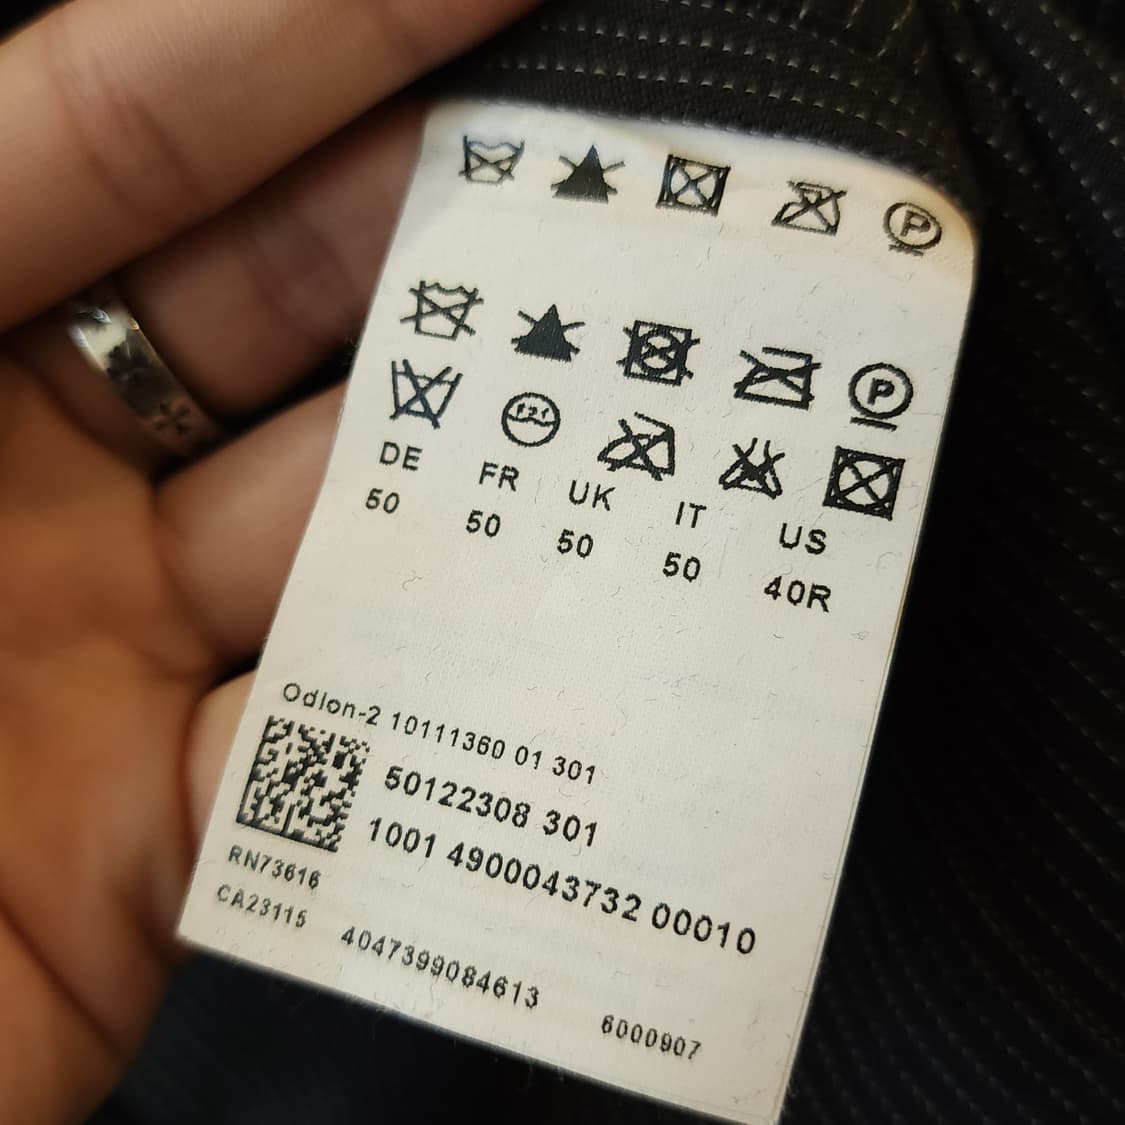 P
P
DE FR UK IT US
50 50 50 50 40R
Odion-2 10111360 01 301
50122308 301
1001 4900043732 00010
RN73616
CA23115
4047399084613
6000907